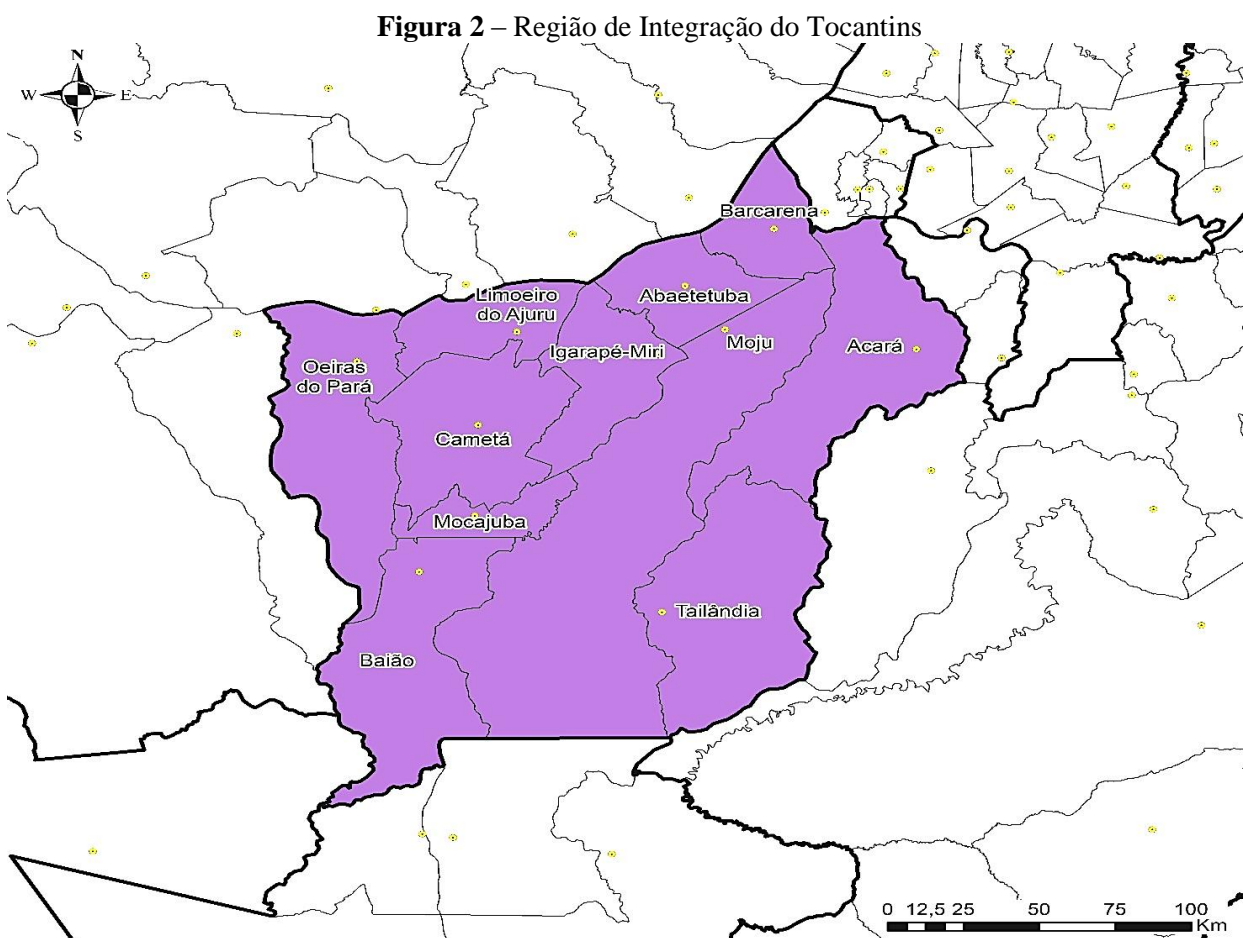 Figura 2 – Região de Integração do Tocantins
N
W E
S
Barcarena
Limoeiro
do Ajuru
Abaetetuba
Igarapé-Miri
Moju
Acará
Oeiras
do Pará
Cametá
Mocajuba
Tailândia
Baião
0 12,5 25 50 75 100
Km